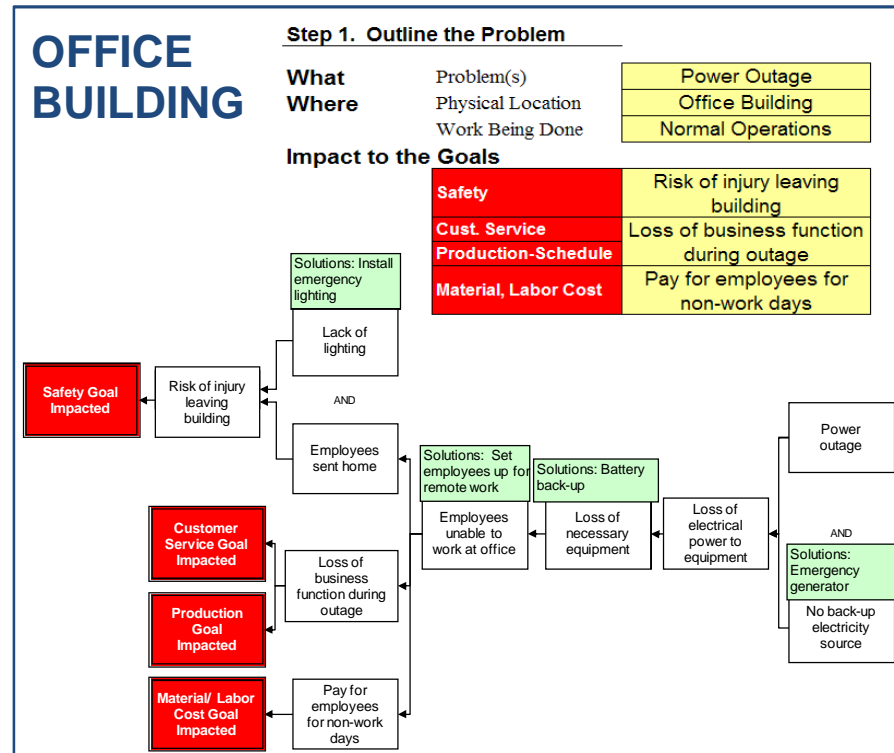 OFFICE
BUILDING
Step 1.  Outline the Problem
What Problem(s) Power Outage
Where Physical Location Office Building
Work Being Done Normal Operations
Impact to the Goals
Safety Risk of injury leaving
building
Cust. Service Loss of business function
Production-Schedule during outage
Material, Labor Cost Pay for employees for
non-work days
Solutions: Install
emergency
lighting
Lack of
lighting
Safety Goal
Impacted
Risk of injury
leaving
building
AND
Employees
sent home
Customer
Service Goal
Impacted
Production
Goal
Impacted
Loss of
business
function during
outage
Material/ Labor
Cost Goal
Impacted
Pay for
employees
for non-work
days
Solutions:  Set
employees up for
remote work
Employees
unable to
work at office
Solutions: Battery
back-up
Loss of
necessary
equipment
Loss of
electrical
power to
equipment
Power
outage
AND
Solutions:
Emergency
generator
No back-up
electricity
source